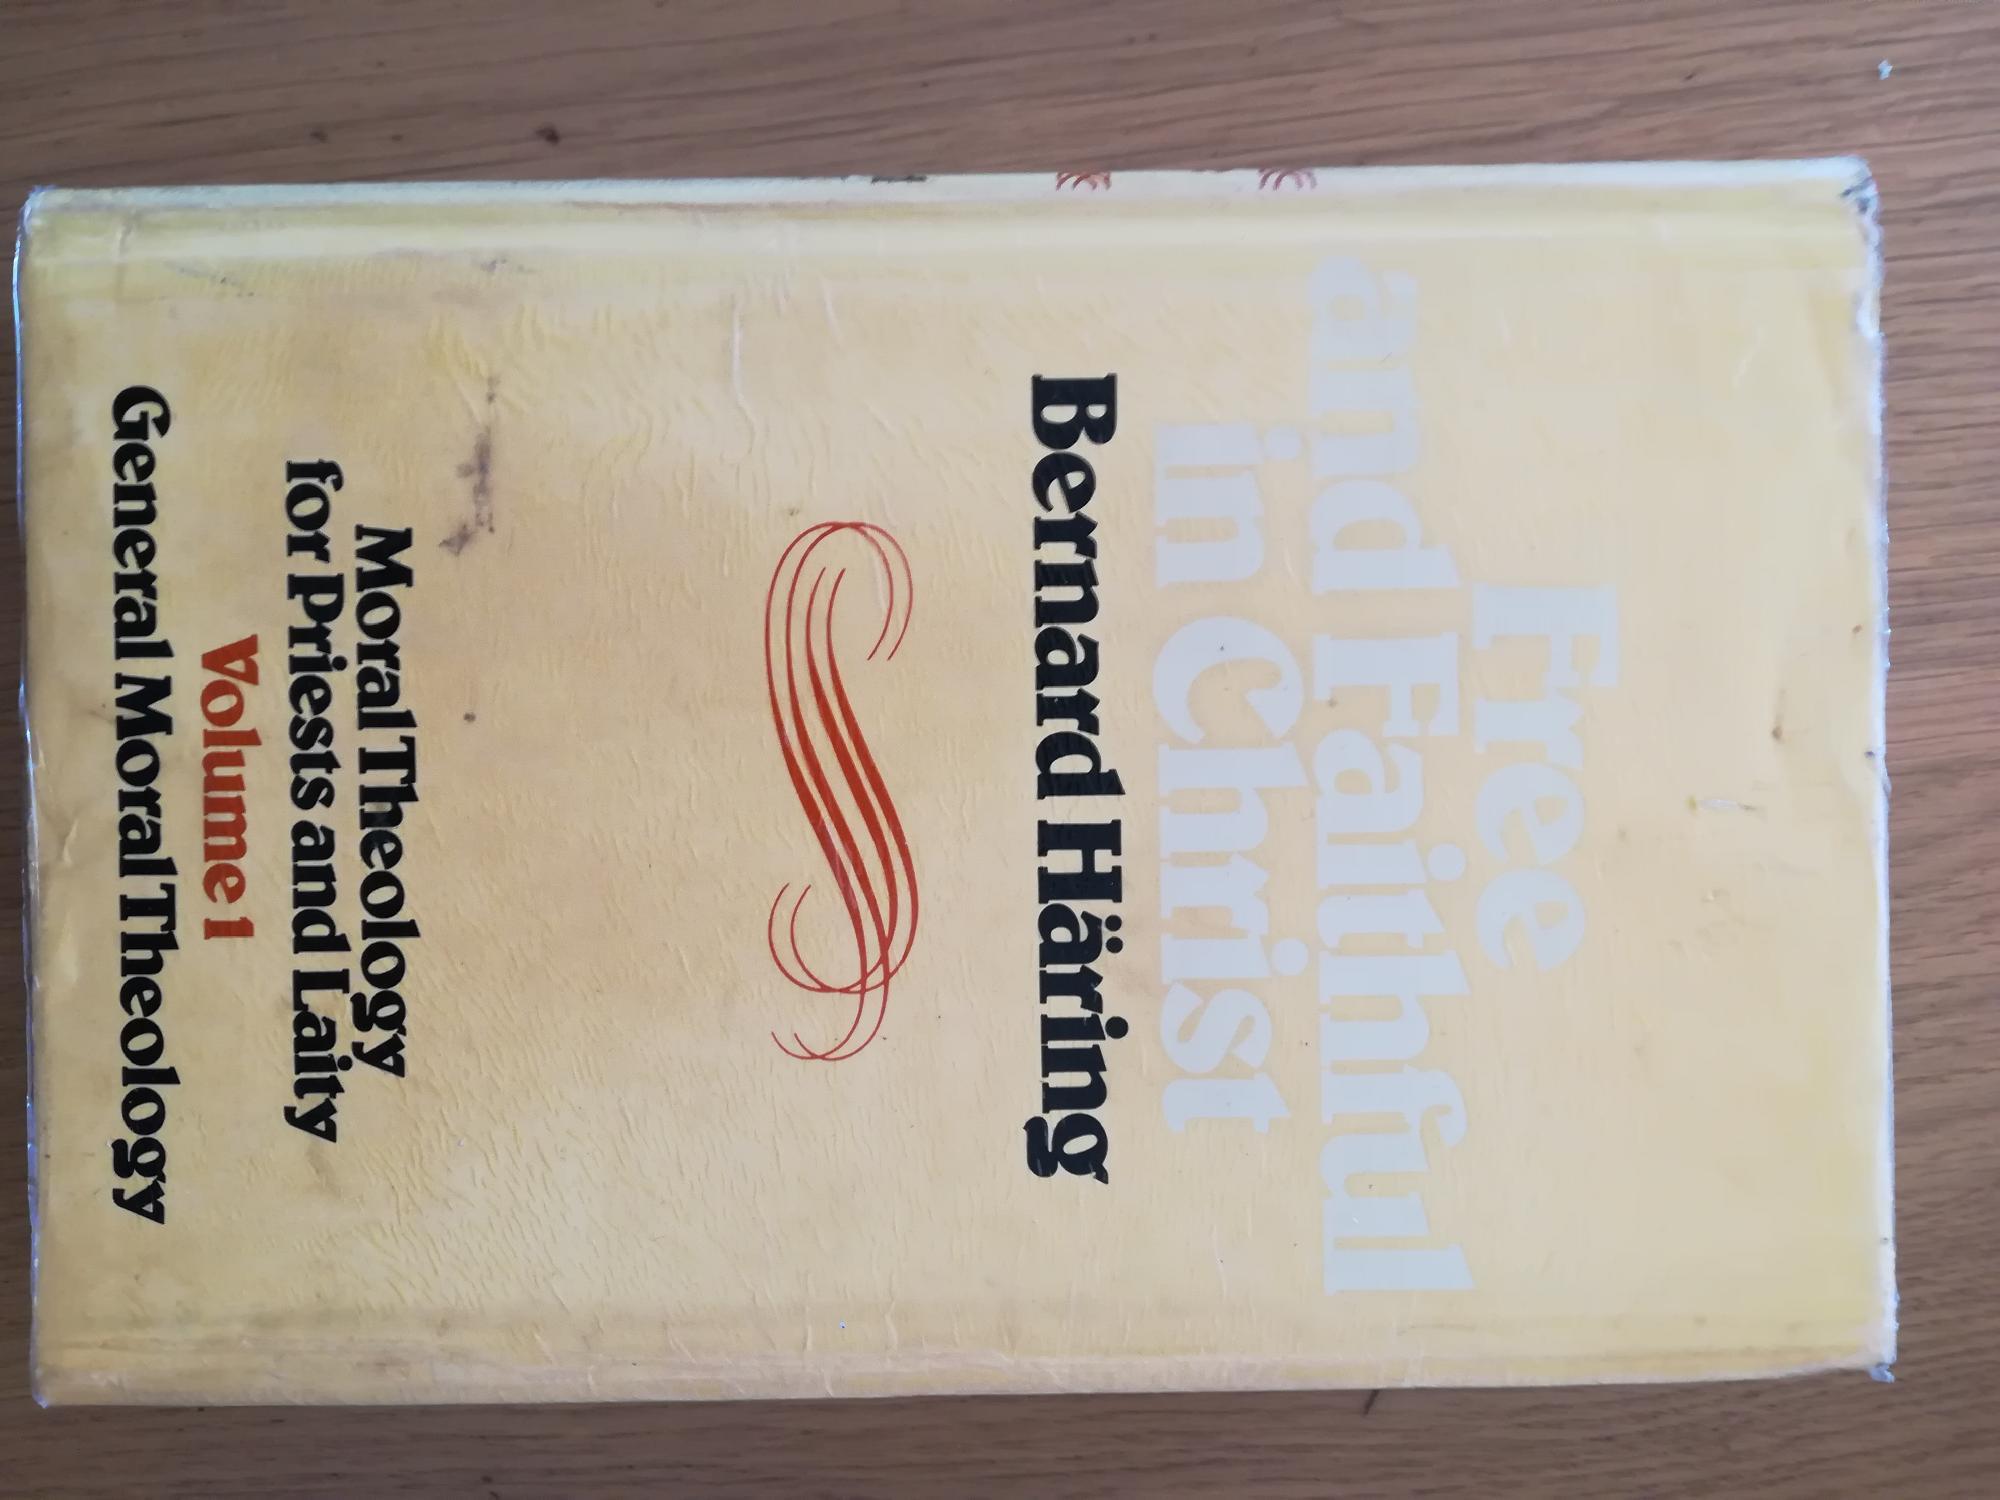 Free
and Faithful
in Christ
Bernard Häring
Moral Theology
for Priests and Laity
Volume 1
General Moral Theology